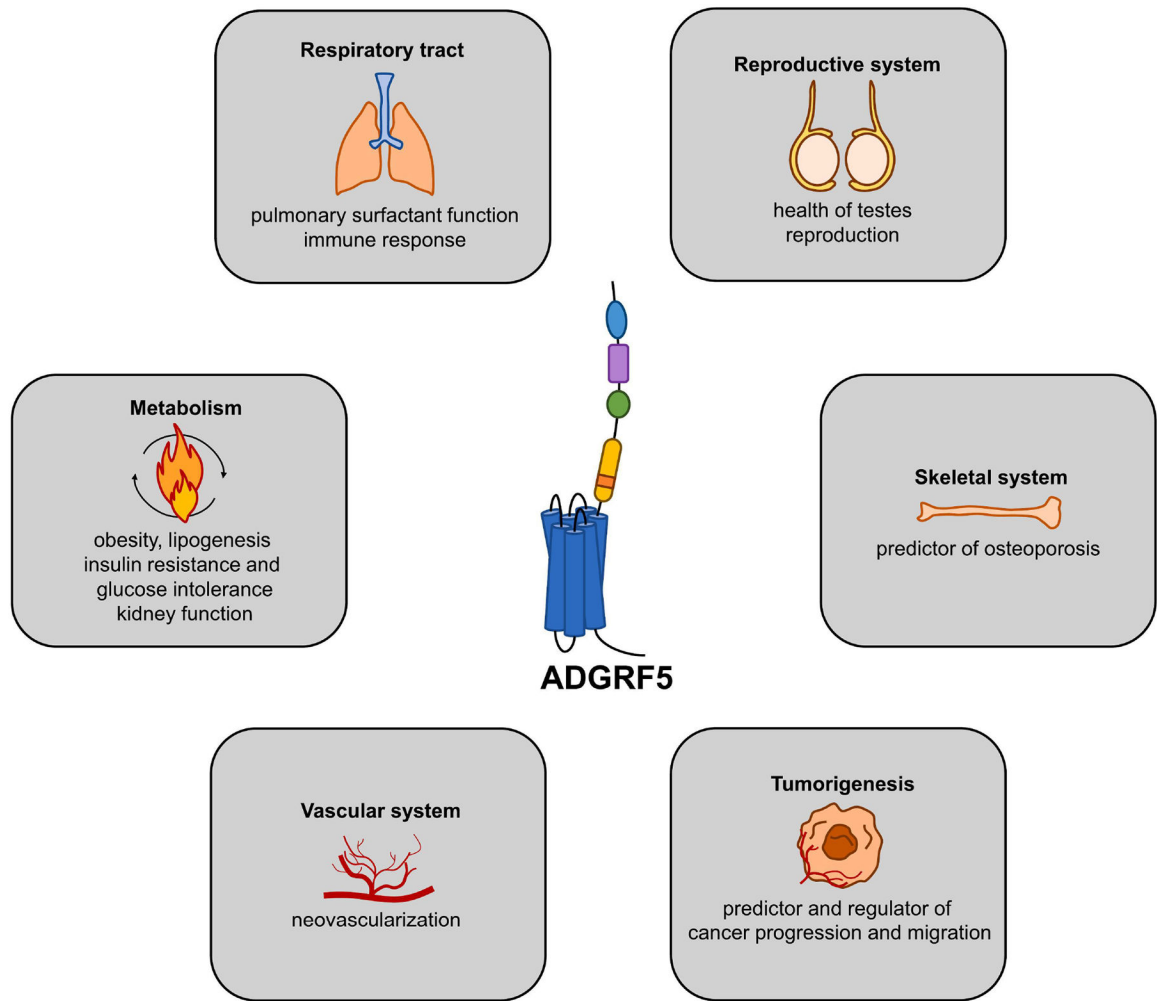 Respiratory tract
pulmonary surfactant function
immune response
Reproductive system
health of testes
reproduction
Metabolism
obesity, lipogenesis
insulin resistance and
glucose intolerance
kidney function
Skeletal system
predictor of osteoporosis
ADGRF5
Vascular system
neovascularization
Tumorigenesis
predictor and regulator of
cancer progression and migration